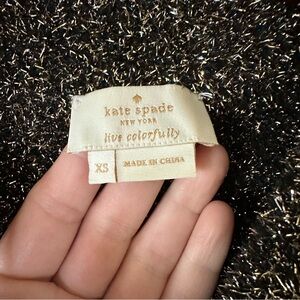 kate spade
NEW YORK
live colorfully
XS
MADE IN CHINA